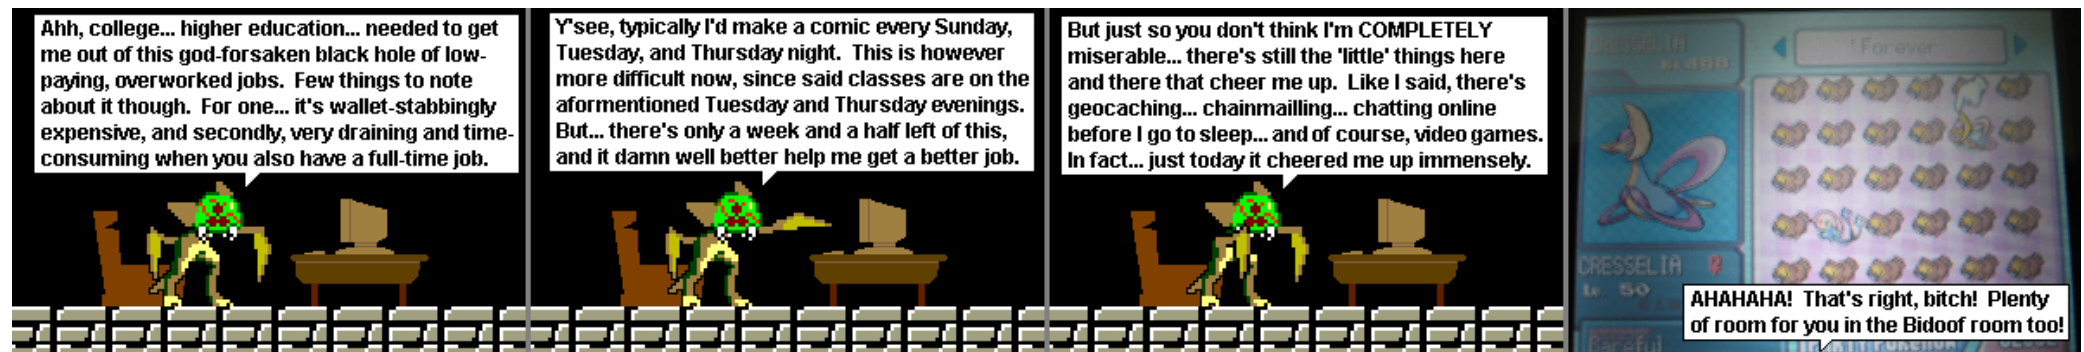 Ahh, college... higher education... needed to get
me out of this god-forsaken black hole of low-
paying, overworked jobs.  Few things to note
about it though.  For one... it's wallet-stabbingly
expensive, and secondly, very draining and time-
consuming when you also have a full-time job.
Y'see, typically I'd make a comic every Sunday,
Tuesday, and Thursday night.  This is however
more difficult now, since said classes are on the
aformentioned Tuesday and Thursday evenings.
But... there's only a week and a half left of this,
and it damn well better help me get a better job.
But just so you don't think I'm COMPLETELY
miserable... there's still the 'little' things here
and there that cheer me up.  Like I said, there's
geocaching... chainmailling... chatting online
before I go to sleep... and of course, video games.
In fact... just today it cheered me up immensely.
CRESSELIA
No.488
Forever
CRESSELIA ♀
Lv. 50
Careful
AHAHAHA!  That's right, bitch!  Plenty
of room for you in the Bidoof room too!